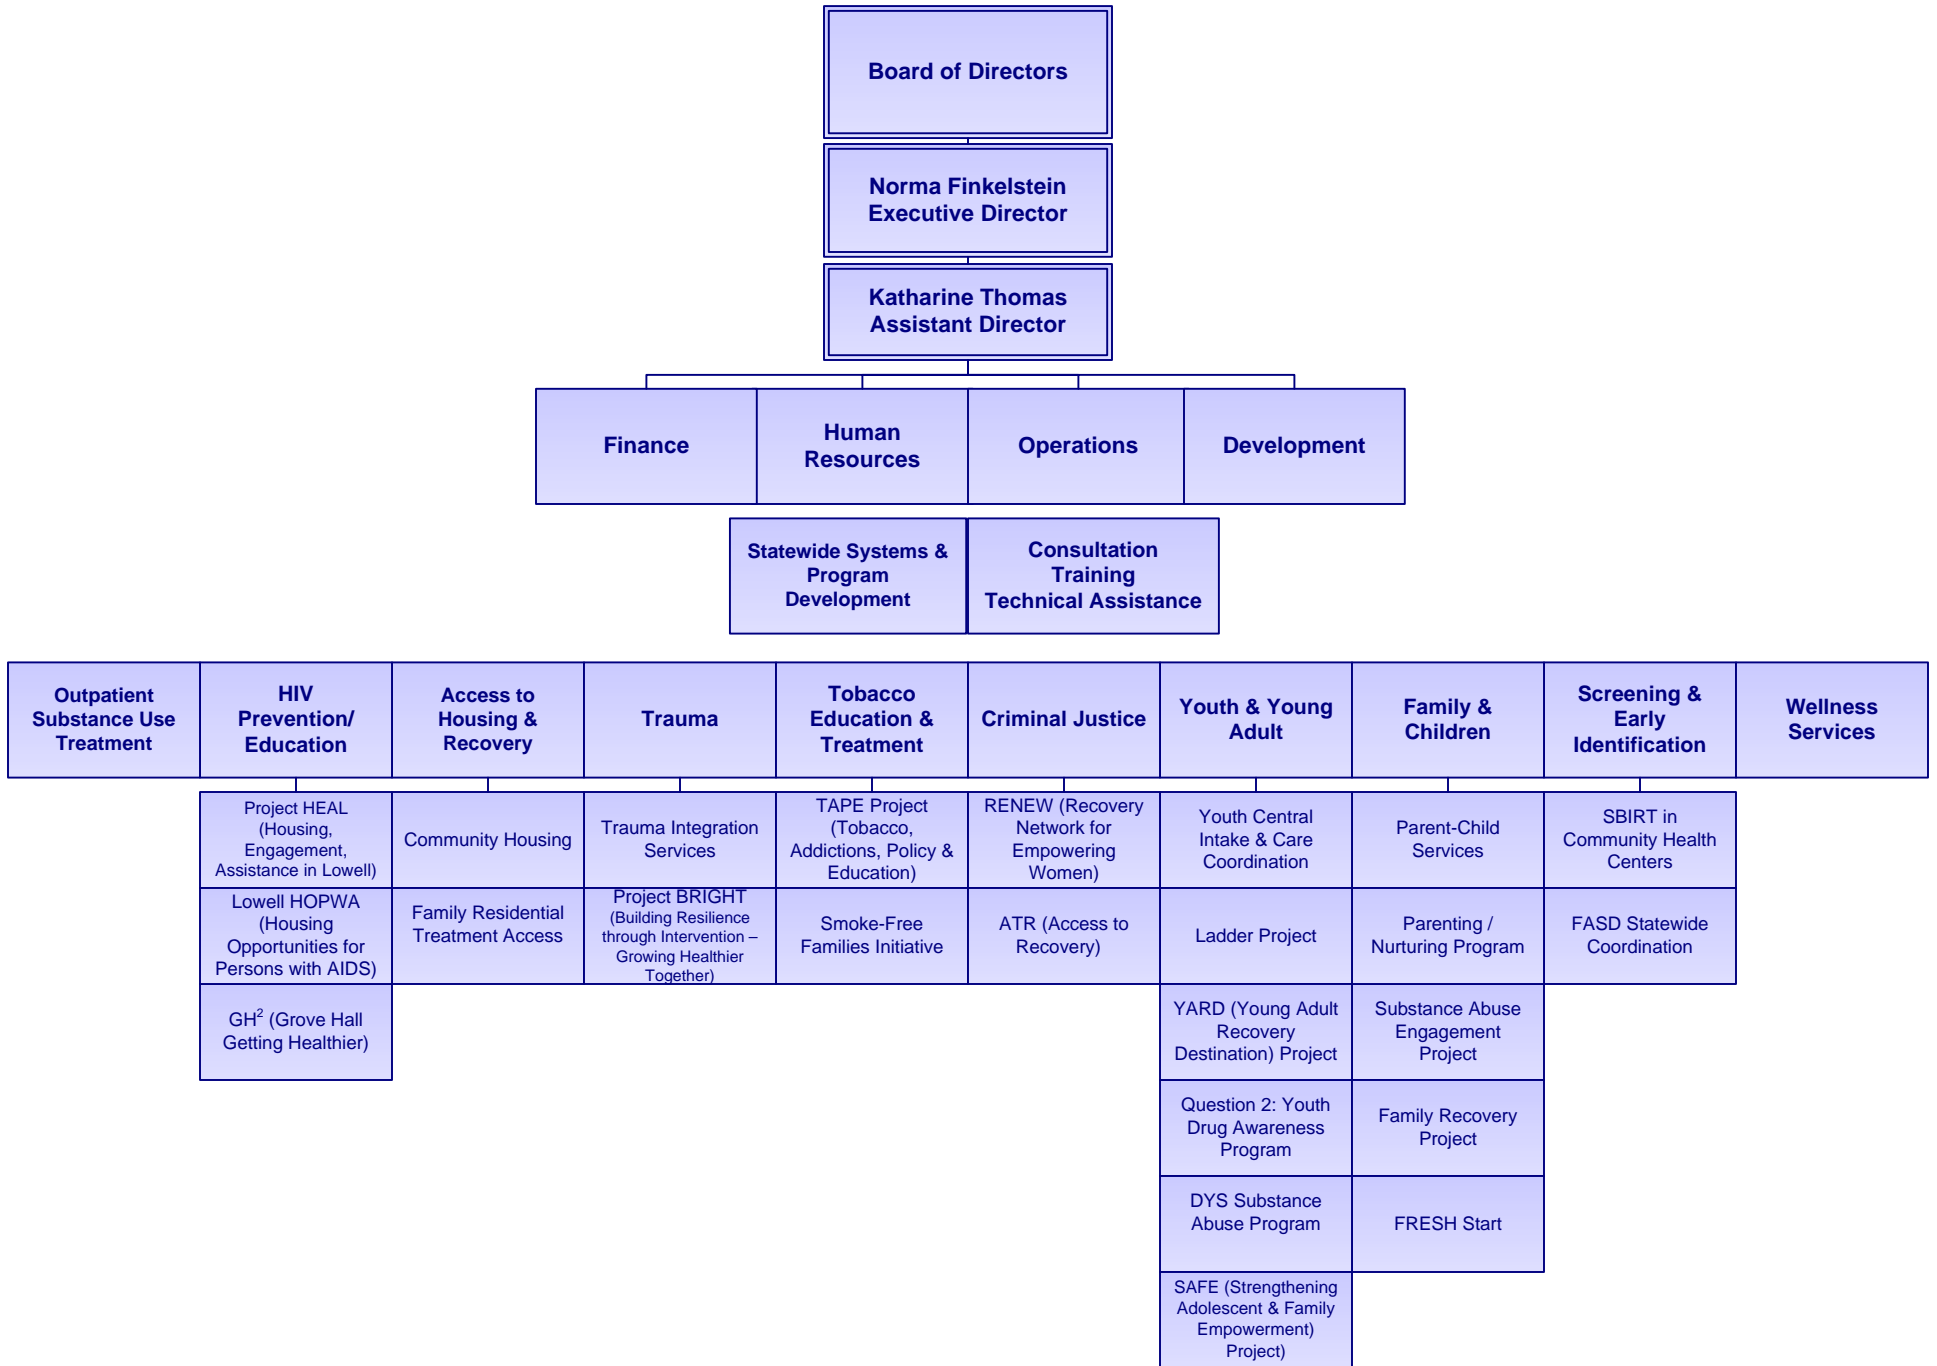 Board of Directors
Norma Finkelstein
Executive Director
Katharine Thomas
Assistant Director
Finance
Human
Resources
Operations
Development
Statewide Systems &
Program
Development
Consultation
Training
Technical Assistance
Outpatient
Substance Use
Treatment
HIV
Prevention/
Education
Access to
Housing &
Recovery
Trauma
Tobacco
Education &
Treatment
Criminal Justice
Youth & Young
Adult
Family &
Children
Screening &
Early
Identification
Wellness
Services
Project HEAL
(Housing,
Engagement,
Assistance in Lowell)
Community Housing
Trauma Integration
Services
TAPE Project
(Tobacco,
Addictions, Policy &
Education)
RENEW (Recovery
Network for
Empowering
Women)
Youth Central
Intake & Care
Coordination
Parent-Child
Services
SBIRT in
Community Health
Centers
Lowell HOPWA
(Housing
Opportunities for
Persons with AIDS)
Family Residential
Treatment Access
Project BRIGHT
(Building Resilience
through Intervention –
Growing Healthier
Together)
Smoke-Free
Families Initiative
ATR (Access to
Recovery)
Ladder Project
Parenting /
Nurturing Program
FASD Statewide
Coordination
GH² (Grove Hall
Getting Healthier)
YARD (Young Adult
Recovery
Destination) Project
Substance Abuse
Engagement
Project
Question 2: Youth
Drug Awareness
Program
Family Recovery
Project
DYS Substance
Abuse Program
FRESH Start
SAFE (Strengthening
Adolescent & Family
Empowerment)
Project)